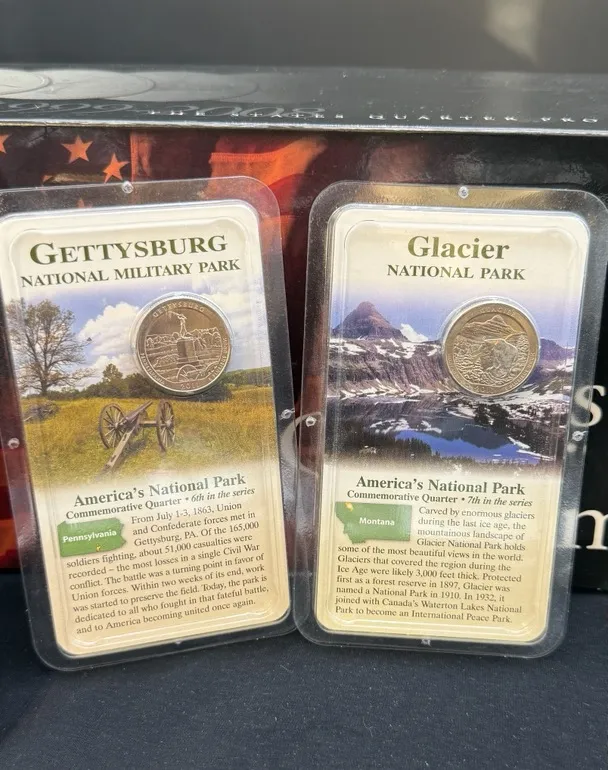 THE STATES QUARTER PRO
GETTYSBURG
NATIONAL MILITARY PARK
GETTYSBURG
America's National Park
Commemorative Quarter • 6th in the series
Pennsylvania
From July 1-3, 1863, Union
and Confederate forces met in
Gettysburg, PA. Of the 165,000
soldiers fighting, about 51,000 casualties were
recorded – the most losses in a single Civil War
conflict. The battle was a turning point in favor of
Union forces. Within two weeks of its end, work
was started to preserve the field. Today, the park is
dedicated to all who fought in that fateful battle,
and to America becoming united once again.
Glacier
NATIONAL PARK
America's National Park
Commemorative Quarter • 7th in the series
Montana
Carved by enormous glaciers
during the last ice age, the
mountainous landscape of
Glacier National Park holds
some of the most beautiful views in the world.
Glaciers that covered the region during the
Ice Age were likely 3,000 feet thick. Protected
first as a forest reserve in 1897, Glacier was
named a National Park in 1910. In 1932, it
joined with Canada's Waterton Lakes National
Park to become an International Peace Park.
s
m